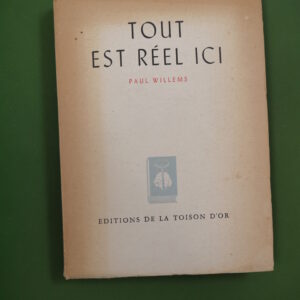 TOUT
EST RÉEL ICI
PAUL WILLEMS
EDITIONS DE LA TOISON D'OR